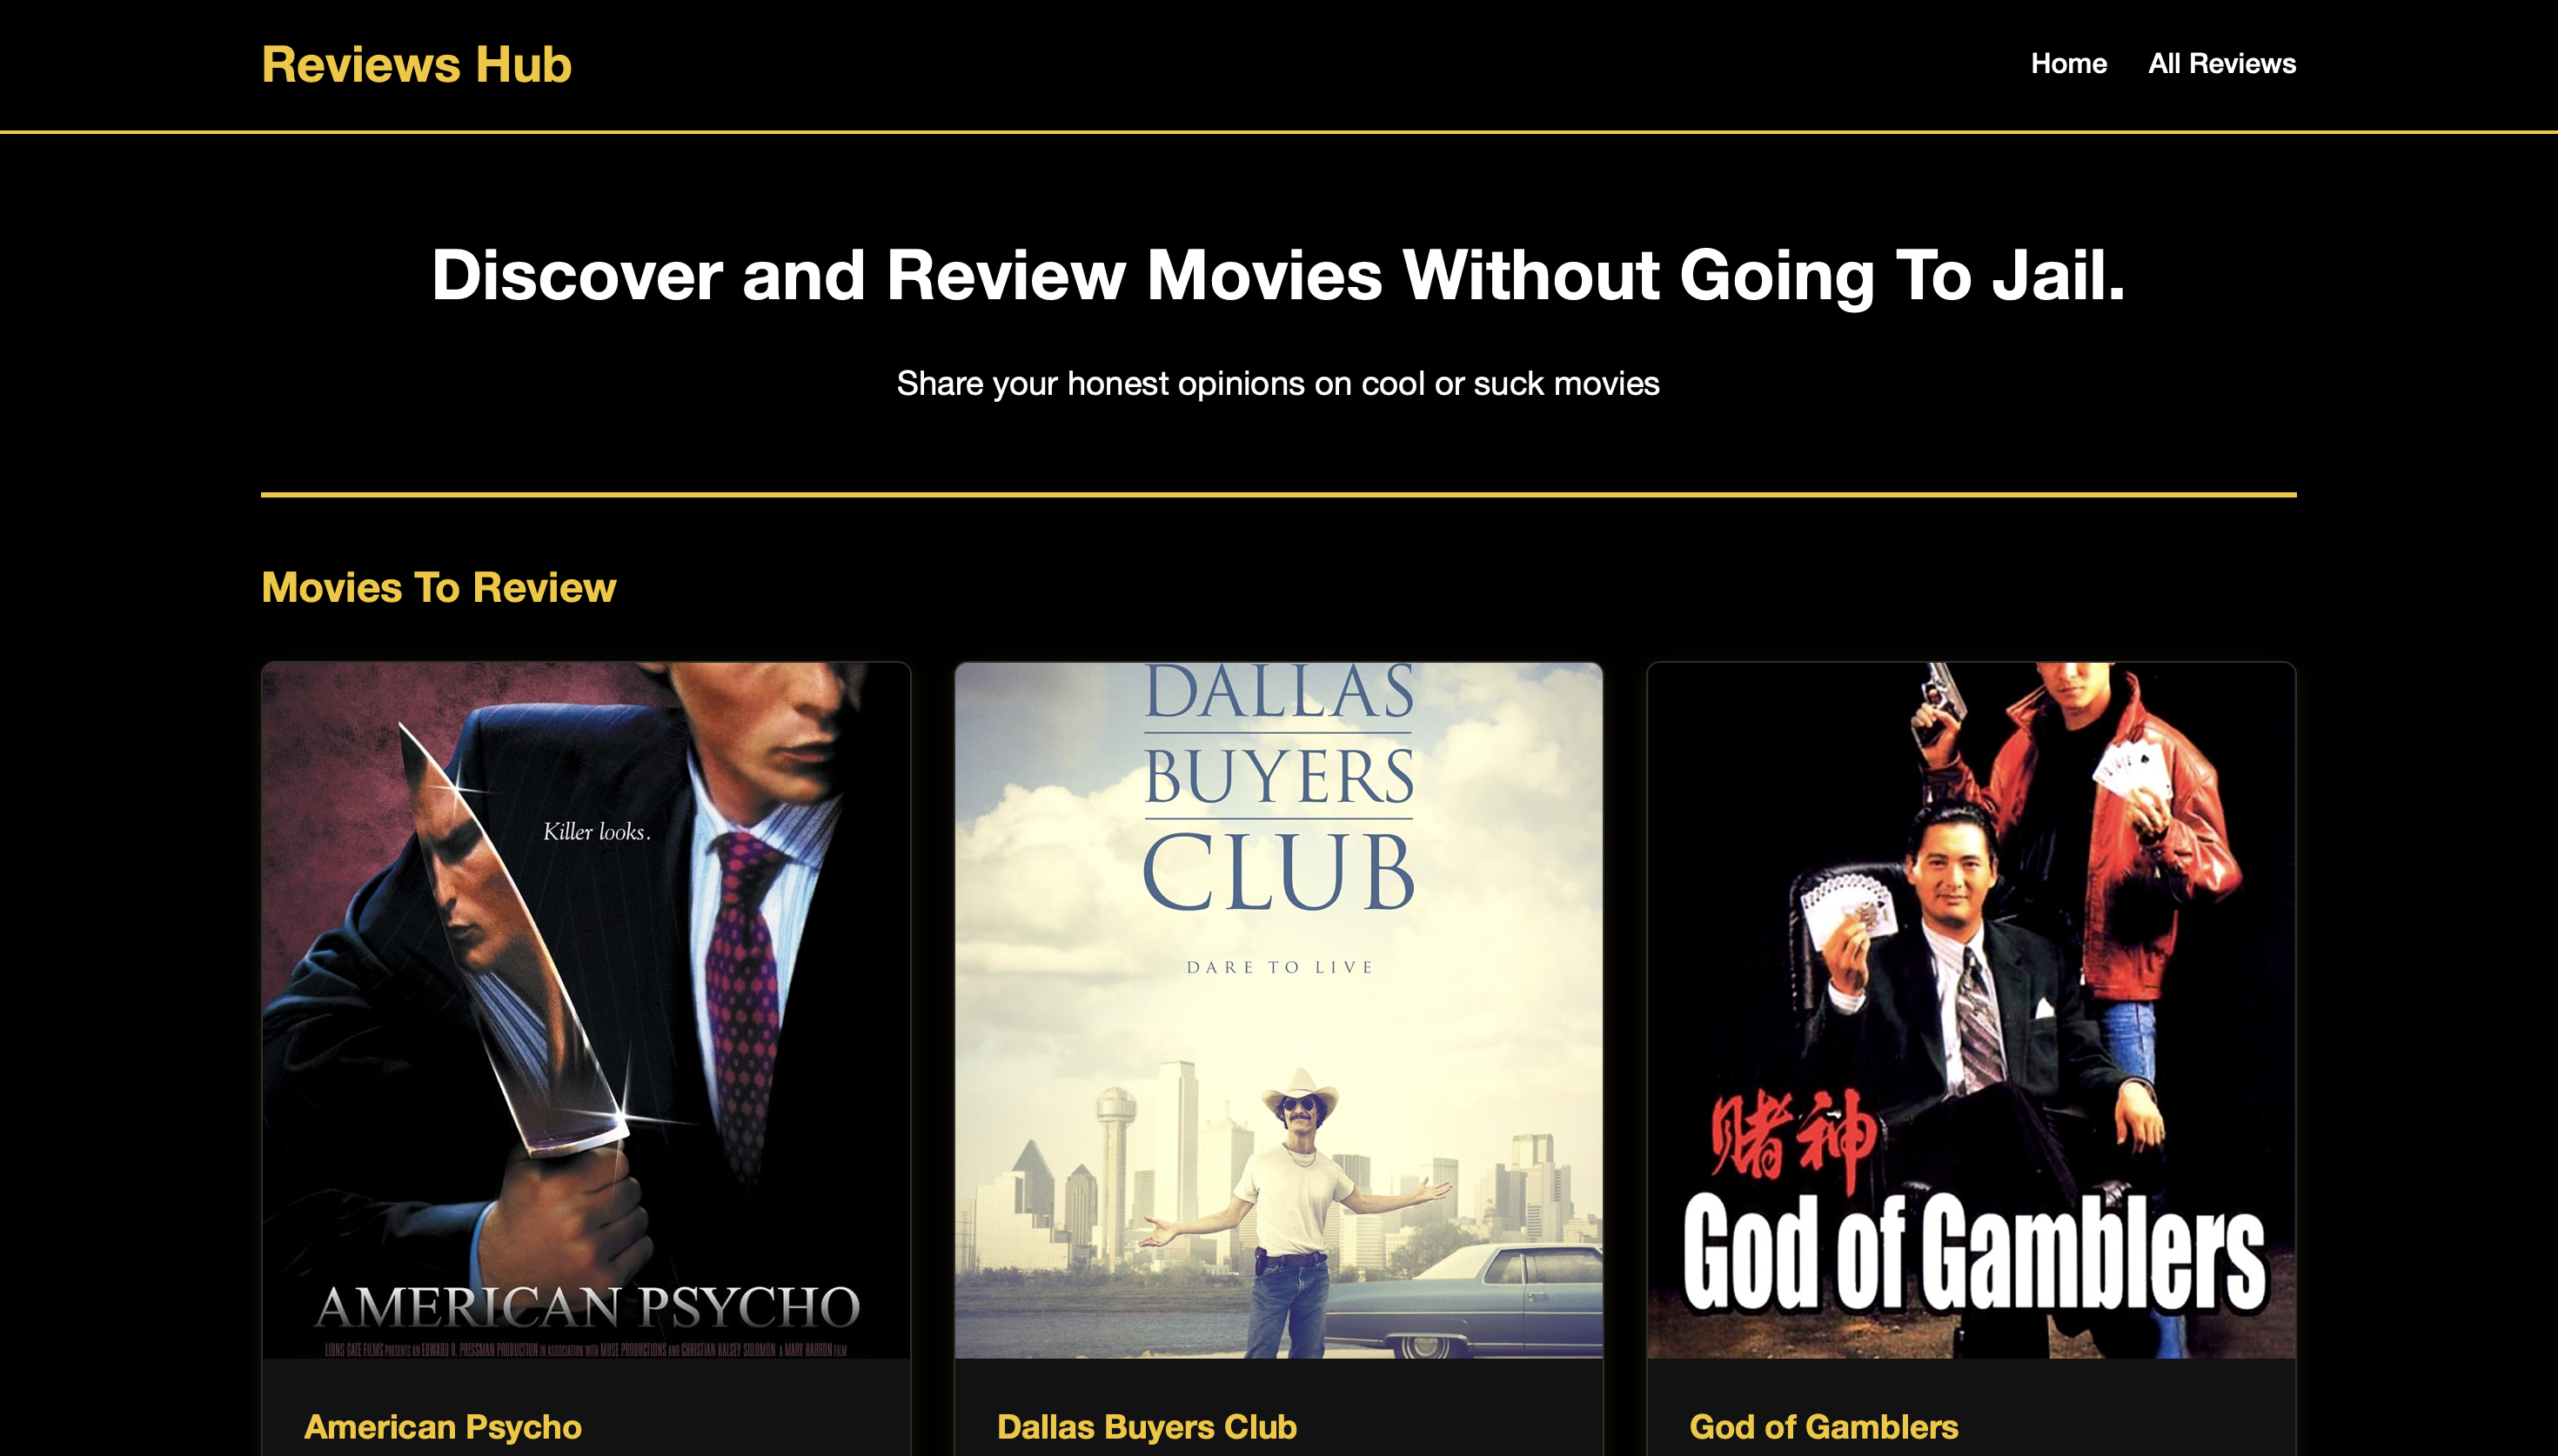 Reviews Hub
Home
All Reviews
Discover and Review Movies Without Going To Jail.
Share your honest opinions on cool or suck movies
Movies To Review
Killer looks.
AMERICAN PSYCHO
LIONS GATE FILMS PRESENTS AN EDWARD R. PRESSMAN PRODUCTION IN ASSOCIATION WITH MUSE PRODUCTIONS AND CHRISTIAN HALSEY SOLOMON A MARY HARRON FILM
DALLAS
BUYERS
CLUB
DARE TO LIVE
赌神
God of Gamblers
American Psycho
Dallas Buyers Club
God of Gamblers